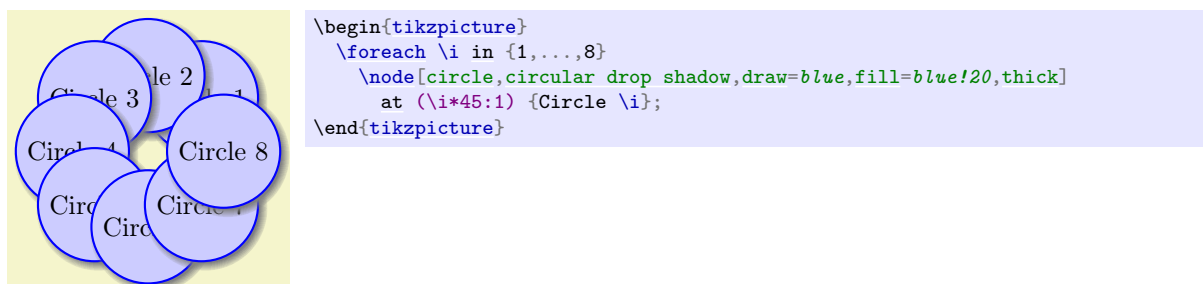 le 2
Circle 3
Circle 8
\begin{tikzpicture}
\foreach \i in {1,...,8}
\node[circle,circular drop shadow,draw=blue,fill=blue!20,thick]
at (\i*45:1) {Circle \i};
\end{tikzpicture}